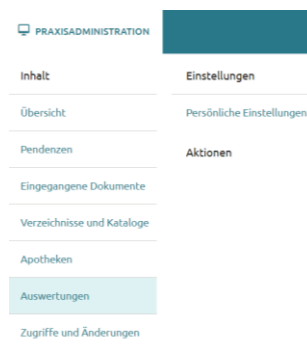 PRAXISADMINISTRATION
Inhalt
Übersicht
Pendenzen
Eingegangene Dokumente
Verzeichnisse und Kataloge
Apotheken
Auswertungen
Zugriffe und Änderungen
Einstellungen
Persönliche Einstellungen
Aktionen